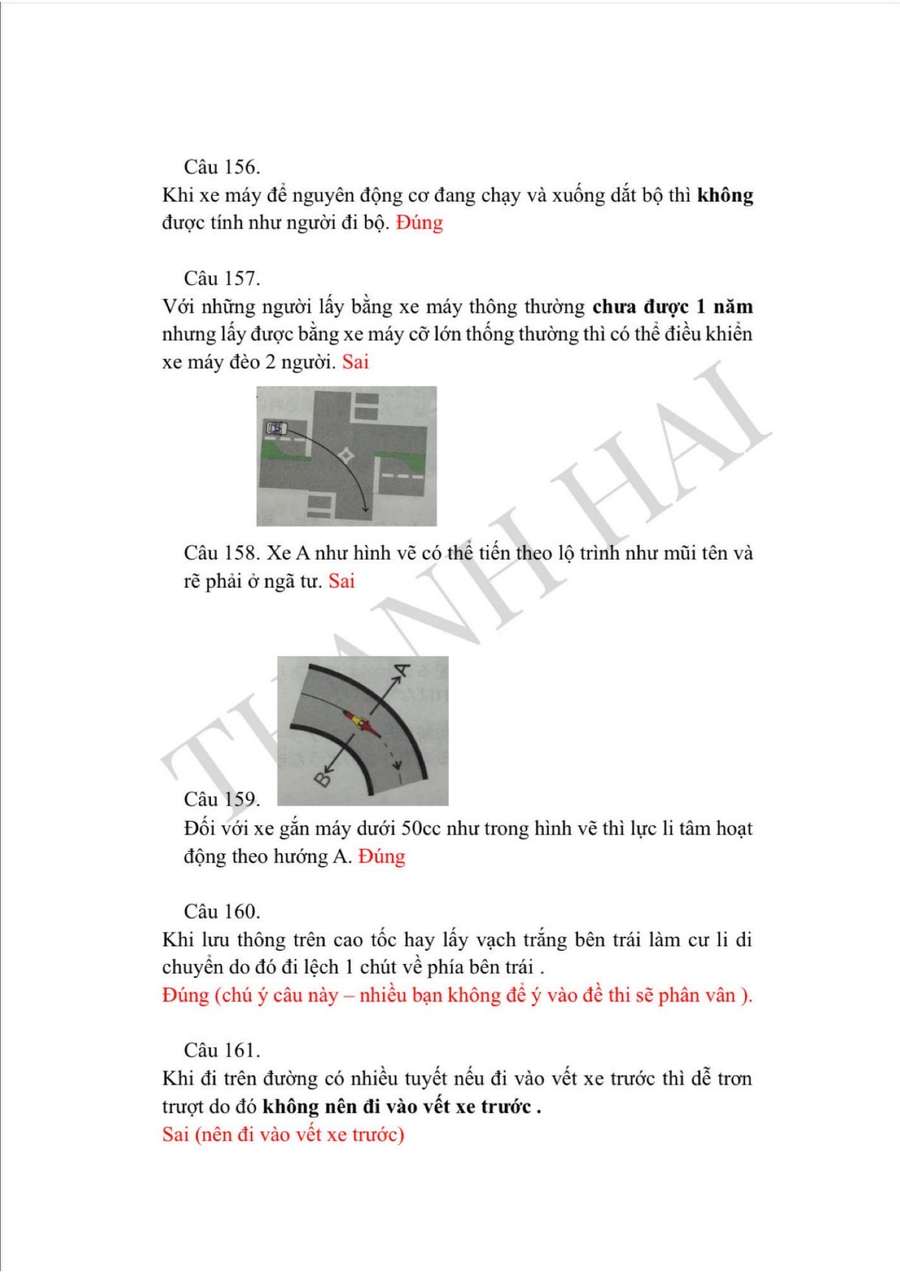 Câu 156.
Khi xe máy để nguyên động cơ đang chạy và xuống dắt bộ thì không
được tính như người đi bộ. Đúng
Câu 157.
Với những người lấy bằng xe máy thông thường chưa được 1 năm
nhưng lấy được bằng xe máy cỡ lớn thống thường thì có thể điều khiển
xe máy đèo 2 người. Sai
Câu 158. Xe A như hình vẽ có thể tiến theo lộ trình như mũi tên và
rẽ phải ở ngã tư. Sai
A
B
Câu 159.
Đối với xe gắn máy dưới 50cc như trong hình vẽ thì lực li tâm hoạt
động theo hướng A. Đúng
Câu 160.
Khi lưu thông trên cao tốc hay lấy vạch trắng bên trái làm cư li di
chuyển do đó đi lệch 1 chút về phía bên trái .
Đúng (chú ý câu này – nhiều bạn không để ý vào đề thi sẽ phân vân ).
Câu 161.
Khi đi trên đường có nhiều tuyết nếu đi vào vết xe trước thì dễ trơn
trượt do đó không nên đi vào vết xe trước .
Sai (nên đi vào vết xe trước)
THANH HAI